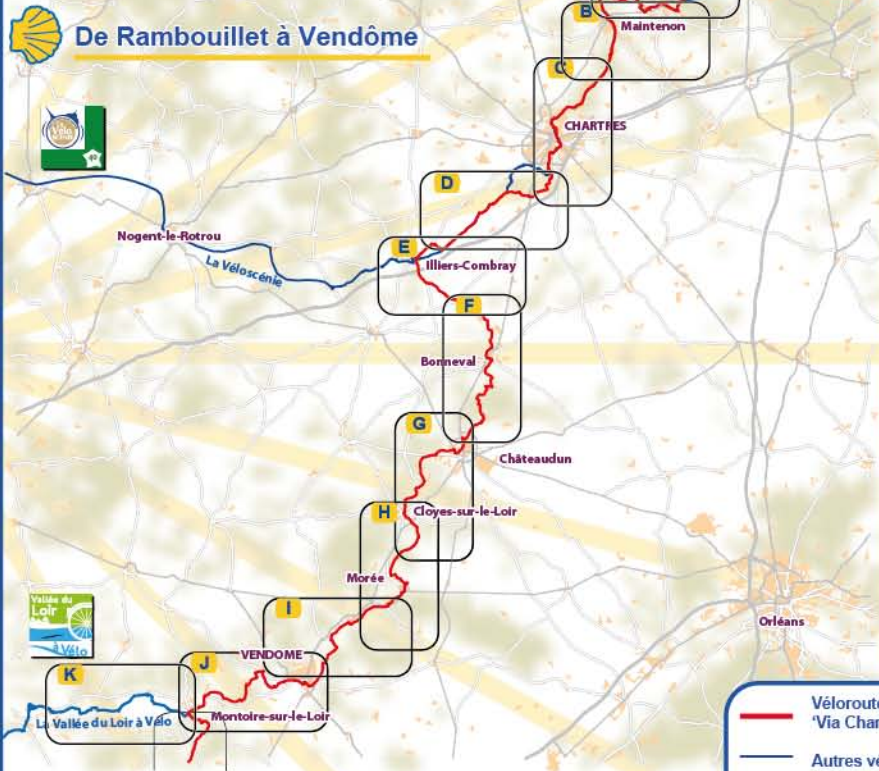 De Rambouillet à Vendôme
B
Maintenon
C
CHARTRES
D
Nogent-le-Rotrou
La Véloscénie
E
Illiers-Combray
F
Bonneval
G
Châteaudun
H
Cloyes-sur-le-Loir
Morée
I
Vallée du
Loir
à Vélo
Orléans
VENDOME
J
K
La Vallée du Loir à Vélo
Montoire-sur-le-Loir
Véloroute
'Via Char
Autres vé